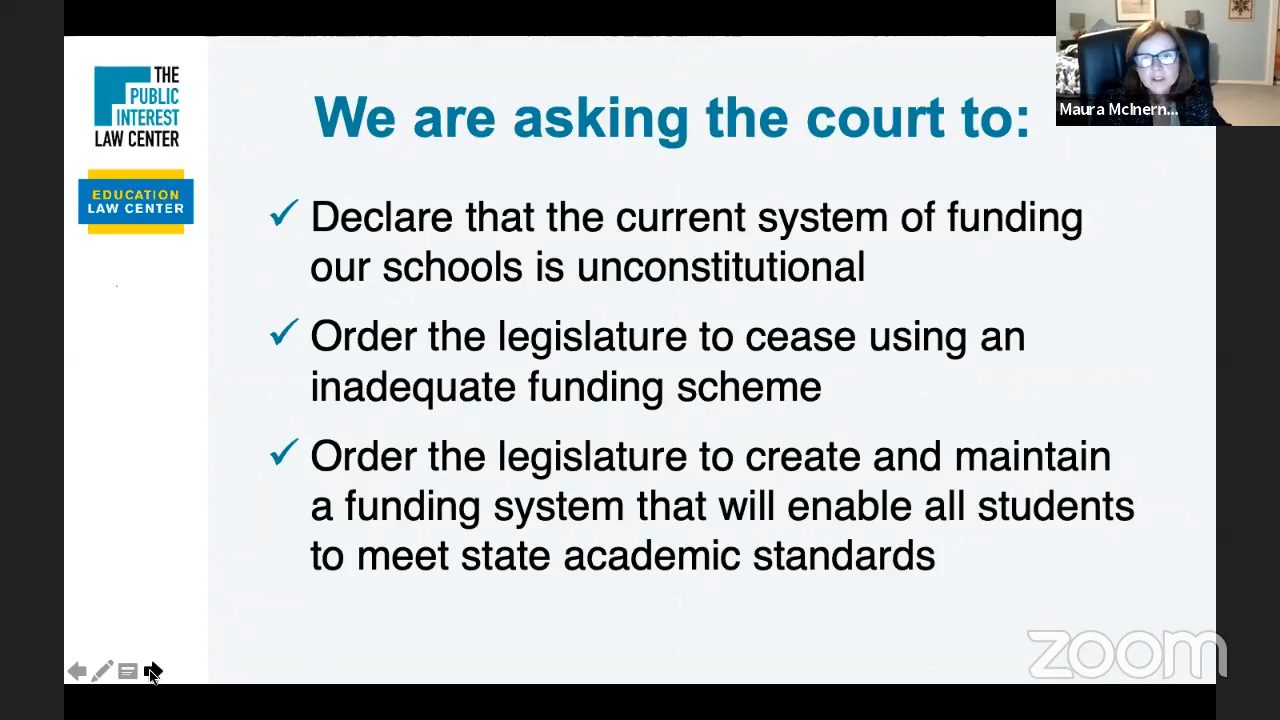 THE
PUBLIC
INTEREST
LAW CENTER
EDUCATION
LAW CENTER
We are asking the court to:
Maura McInern...
✓ Declare that the current system of funding
our schools is unconstitutional
✓ Order the legislature to cease using an
inadequate funding scheme
✓ Order the legislature to create and maintain
a funding system that will enable all students
to meet state academic standards
zoom